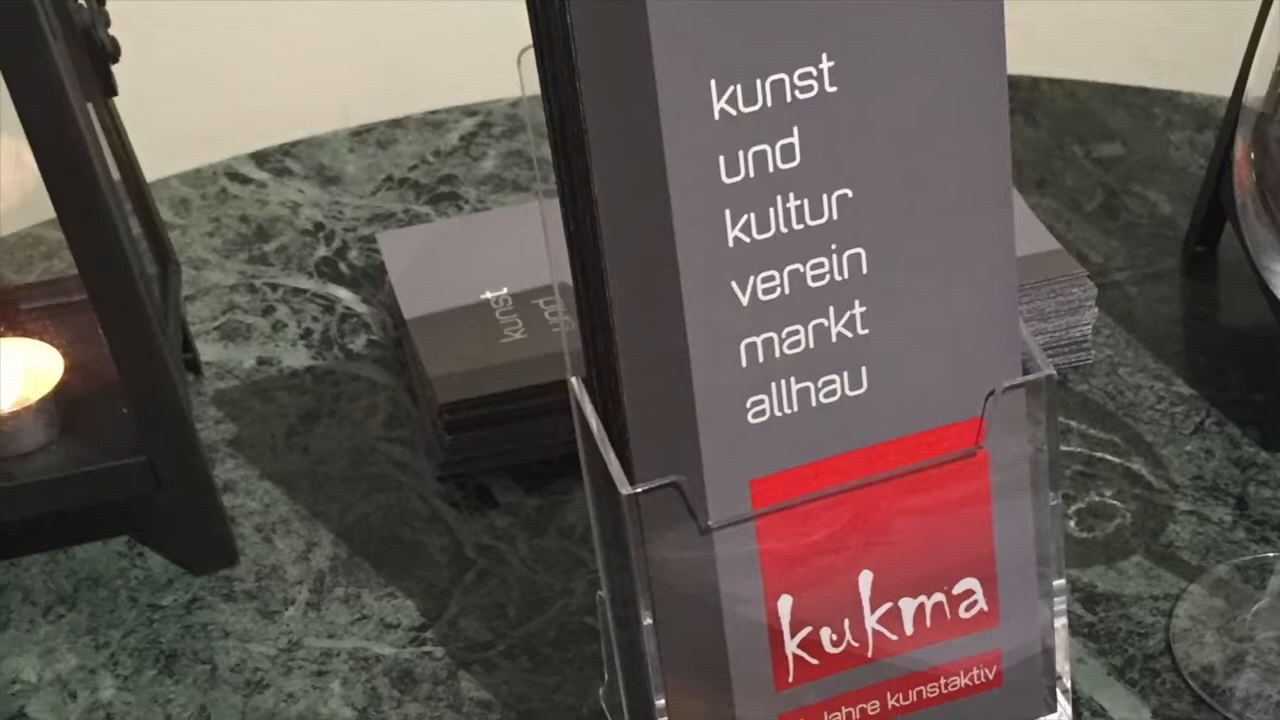 kunst
und
kultur
verein
markt
allhau
kukma
Jahre kunstaktiv
kunst
und